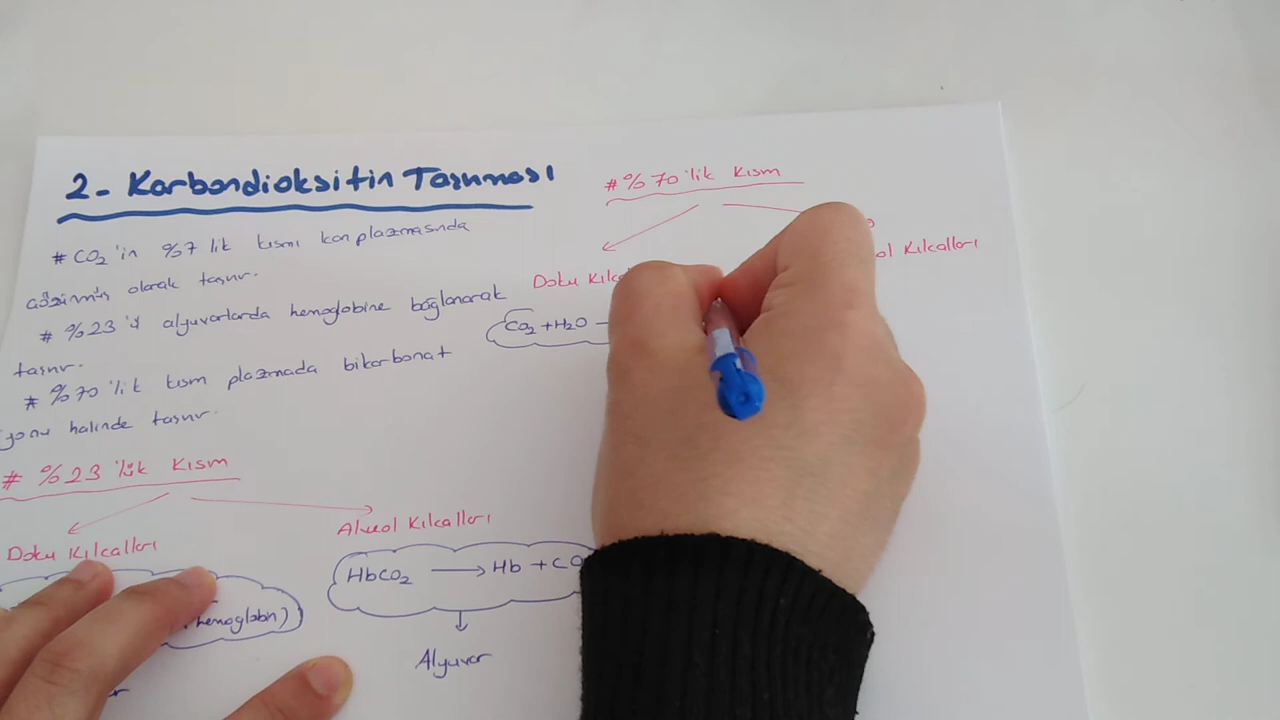 2- Karbondioksitin Taşınması
# CO₂'in %7 lik kısmı kan plazmasında
çözünmüş olarak taşınır.
# %23 'ü alyuvarlarda hemoglobine bağlanarak
taşınır.
# %70 'lik kısım plazmada bikarbonat
iyonu halinde taşınır.
# %23 'lük Kısım
Doku Kılcalları
hemoglobin)
Alveol Kılcalları
HbCO₂ → Hb + CO
Alyuvar
# %70 'lik Kısım
Doku Kılc
CO₂ + H₂O
ol Kılcalları